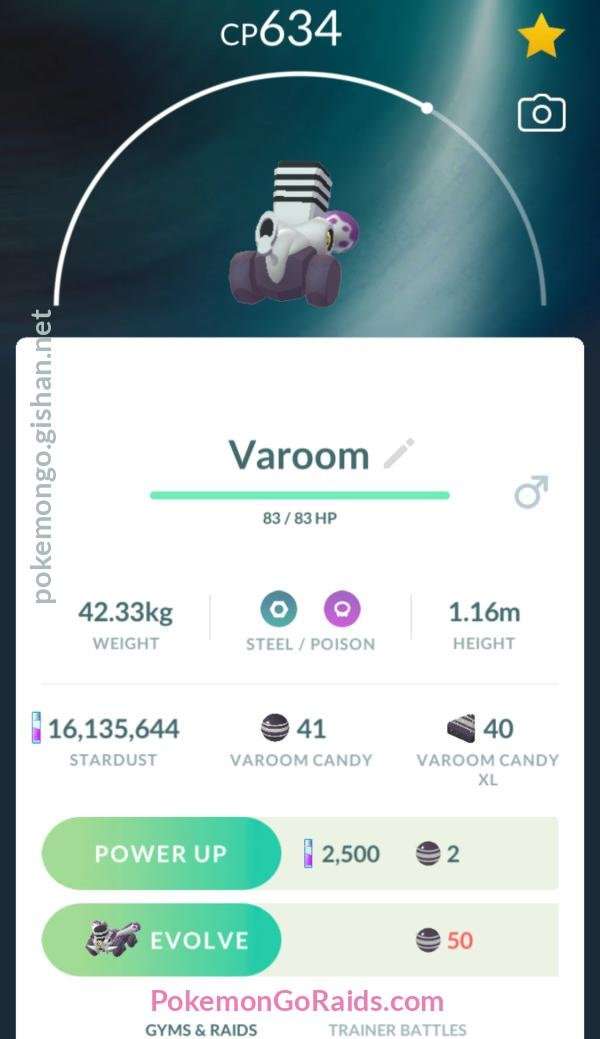 CP634
pokemongo.gishan.net
Varoom
83 / 83 HP
42.33kg
WEIGHT
STEEL / POISON
1.16m
HEIGHT
16,135,644
STARDUST
41
VAROOM CANDY
40
VAROOM CANDY
XL
POWER UP
2,500
2
EVOLVE
50
PokemonGoRaids.com
GYMS & RAIDS
TRAINER BATTLES